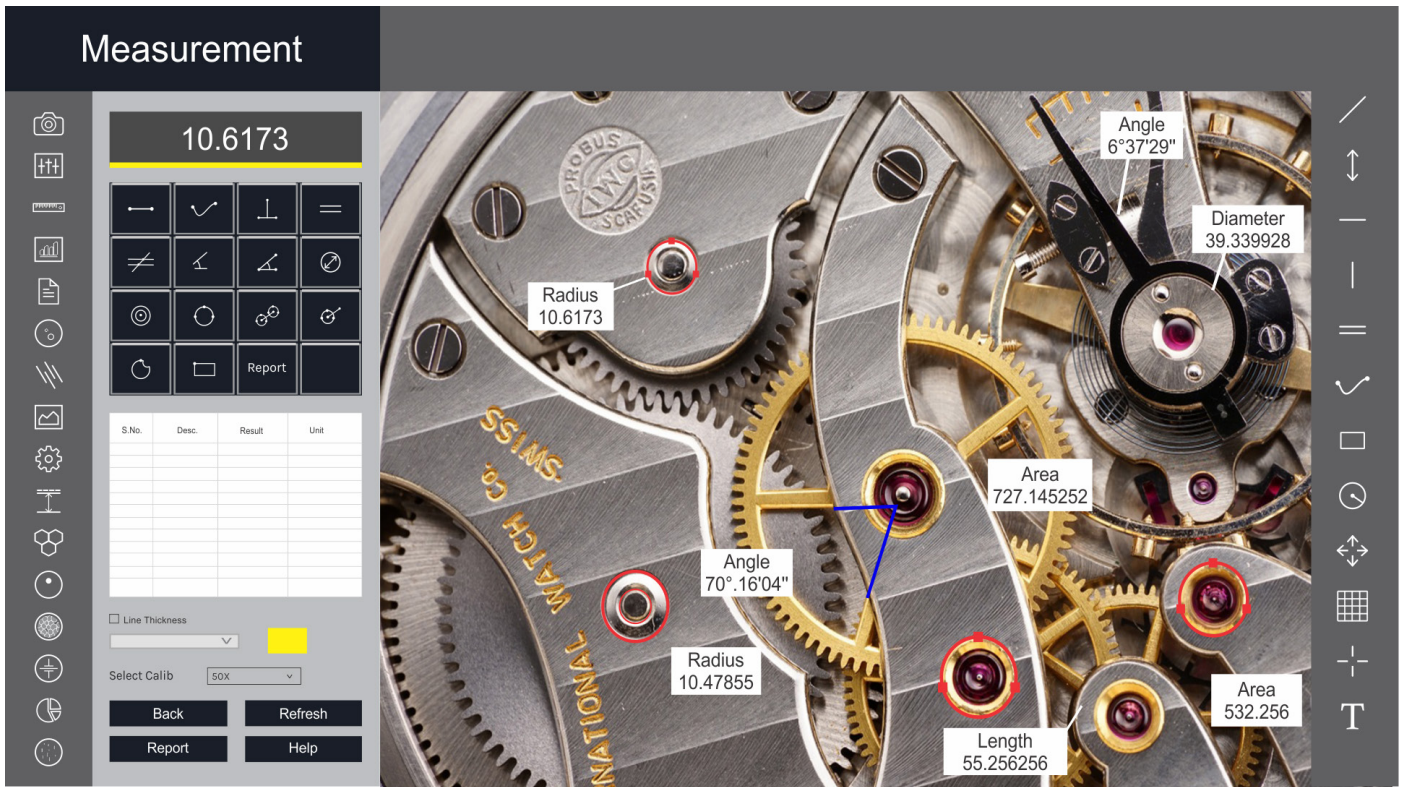 Measurement
10.6173
Report
S.No. Desc. Result Unit
Line Thickness
Select Calib 50X
Back Refresh
Report Help
PROBUS
IWC
SCAFUSIA
Angle
6°37'29"
Diameter
39.339928
Radius
10.6173
Area
727.145252
Angle
70°.16'04"
Radius
10.47855
Area
532.256
Length
55.256256
SWISS
Co.
WATCH
NATIONAL
T